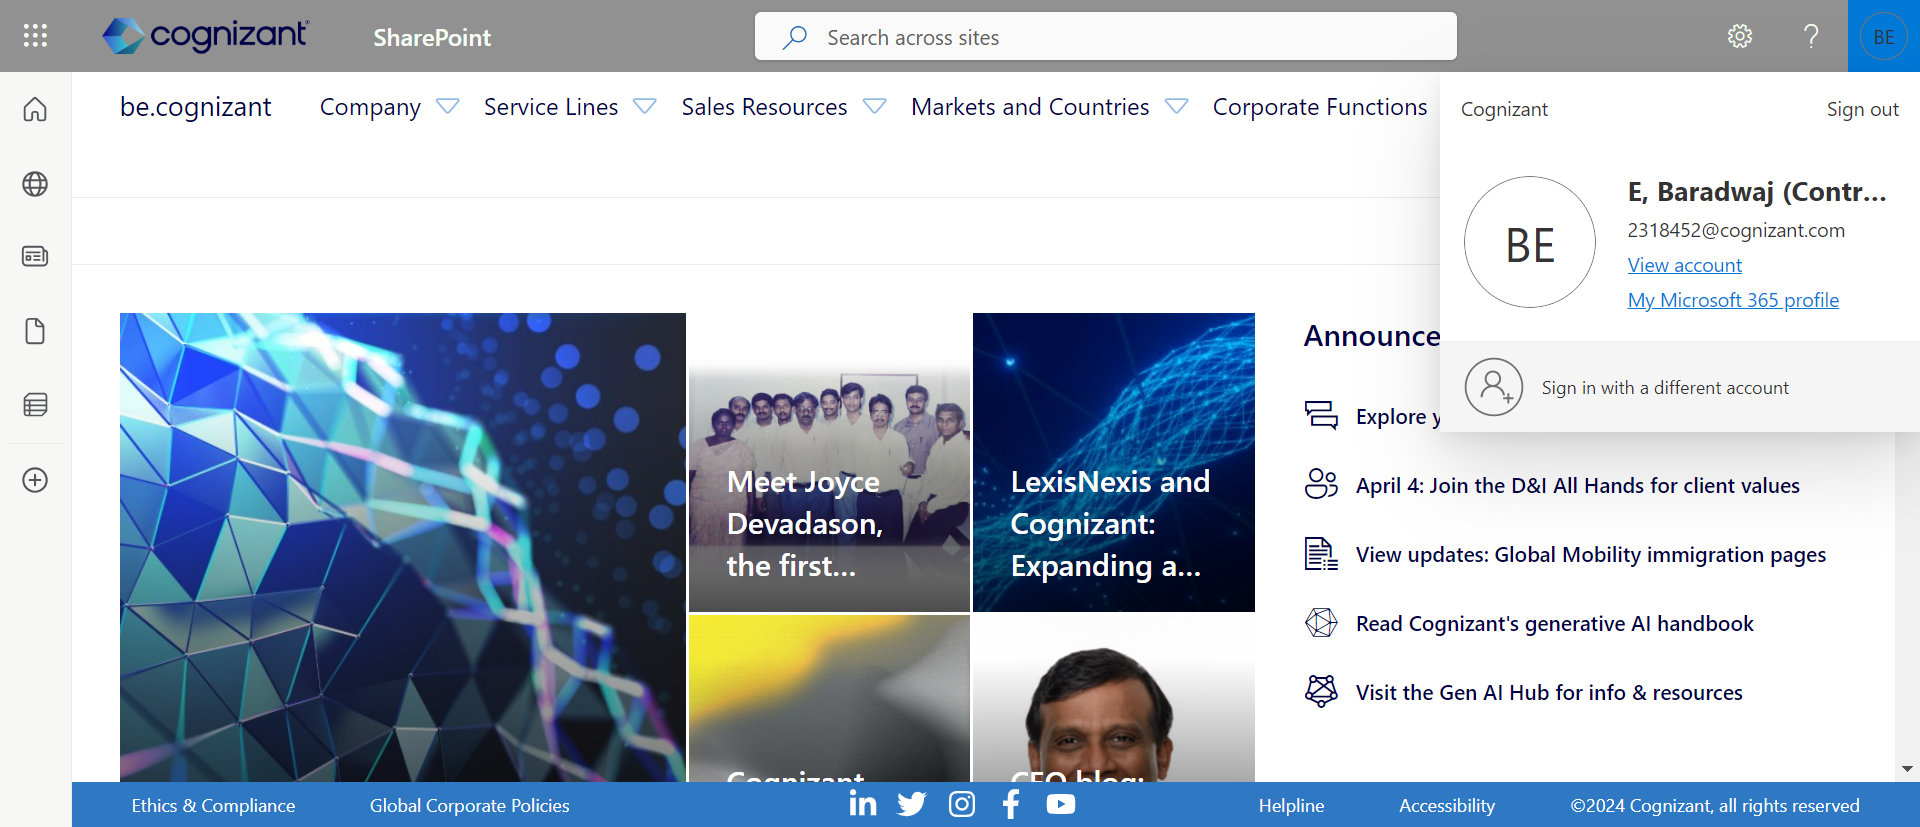 cognizant
SharePoint
Search across sites
?
BE
be.cognizant
Company
Service Lines
Sales Resources
Markets and Countries
Corporate Functions
Cognizant
Sign out
BE
E, Baradwaj (Contr...
2318452@cognizant.com
View account
My Microsoft 365 profile
Sign in with a different account
Meet Joyce
Devadason,
the first...
LexisNexis and
Cognizant:
Expanding a...
Cognizant
CEO blog:
Announce
Explore y
April 4: Join the D&I All Hands for client values
View updates: Global Mobility immigration pages
Read Cognizant's generative AI handbook
Visit the Gen AI Hub for info & resources
Ethics & Compliance
Global Corporate Policies
Helpline
Accessibility
©2024 Cognizant, all rights reserved